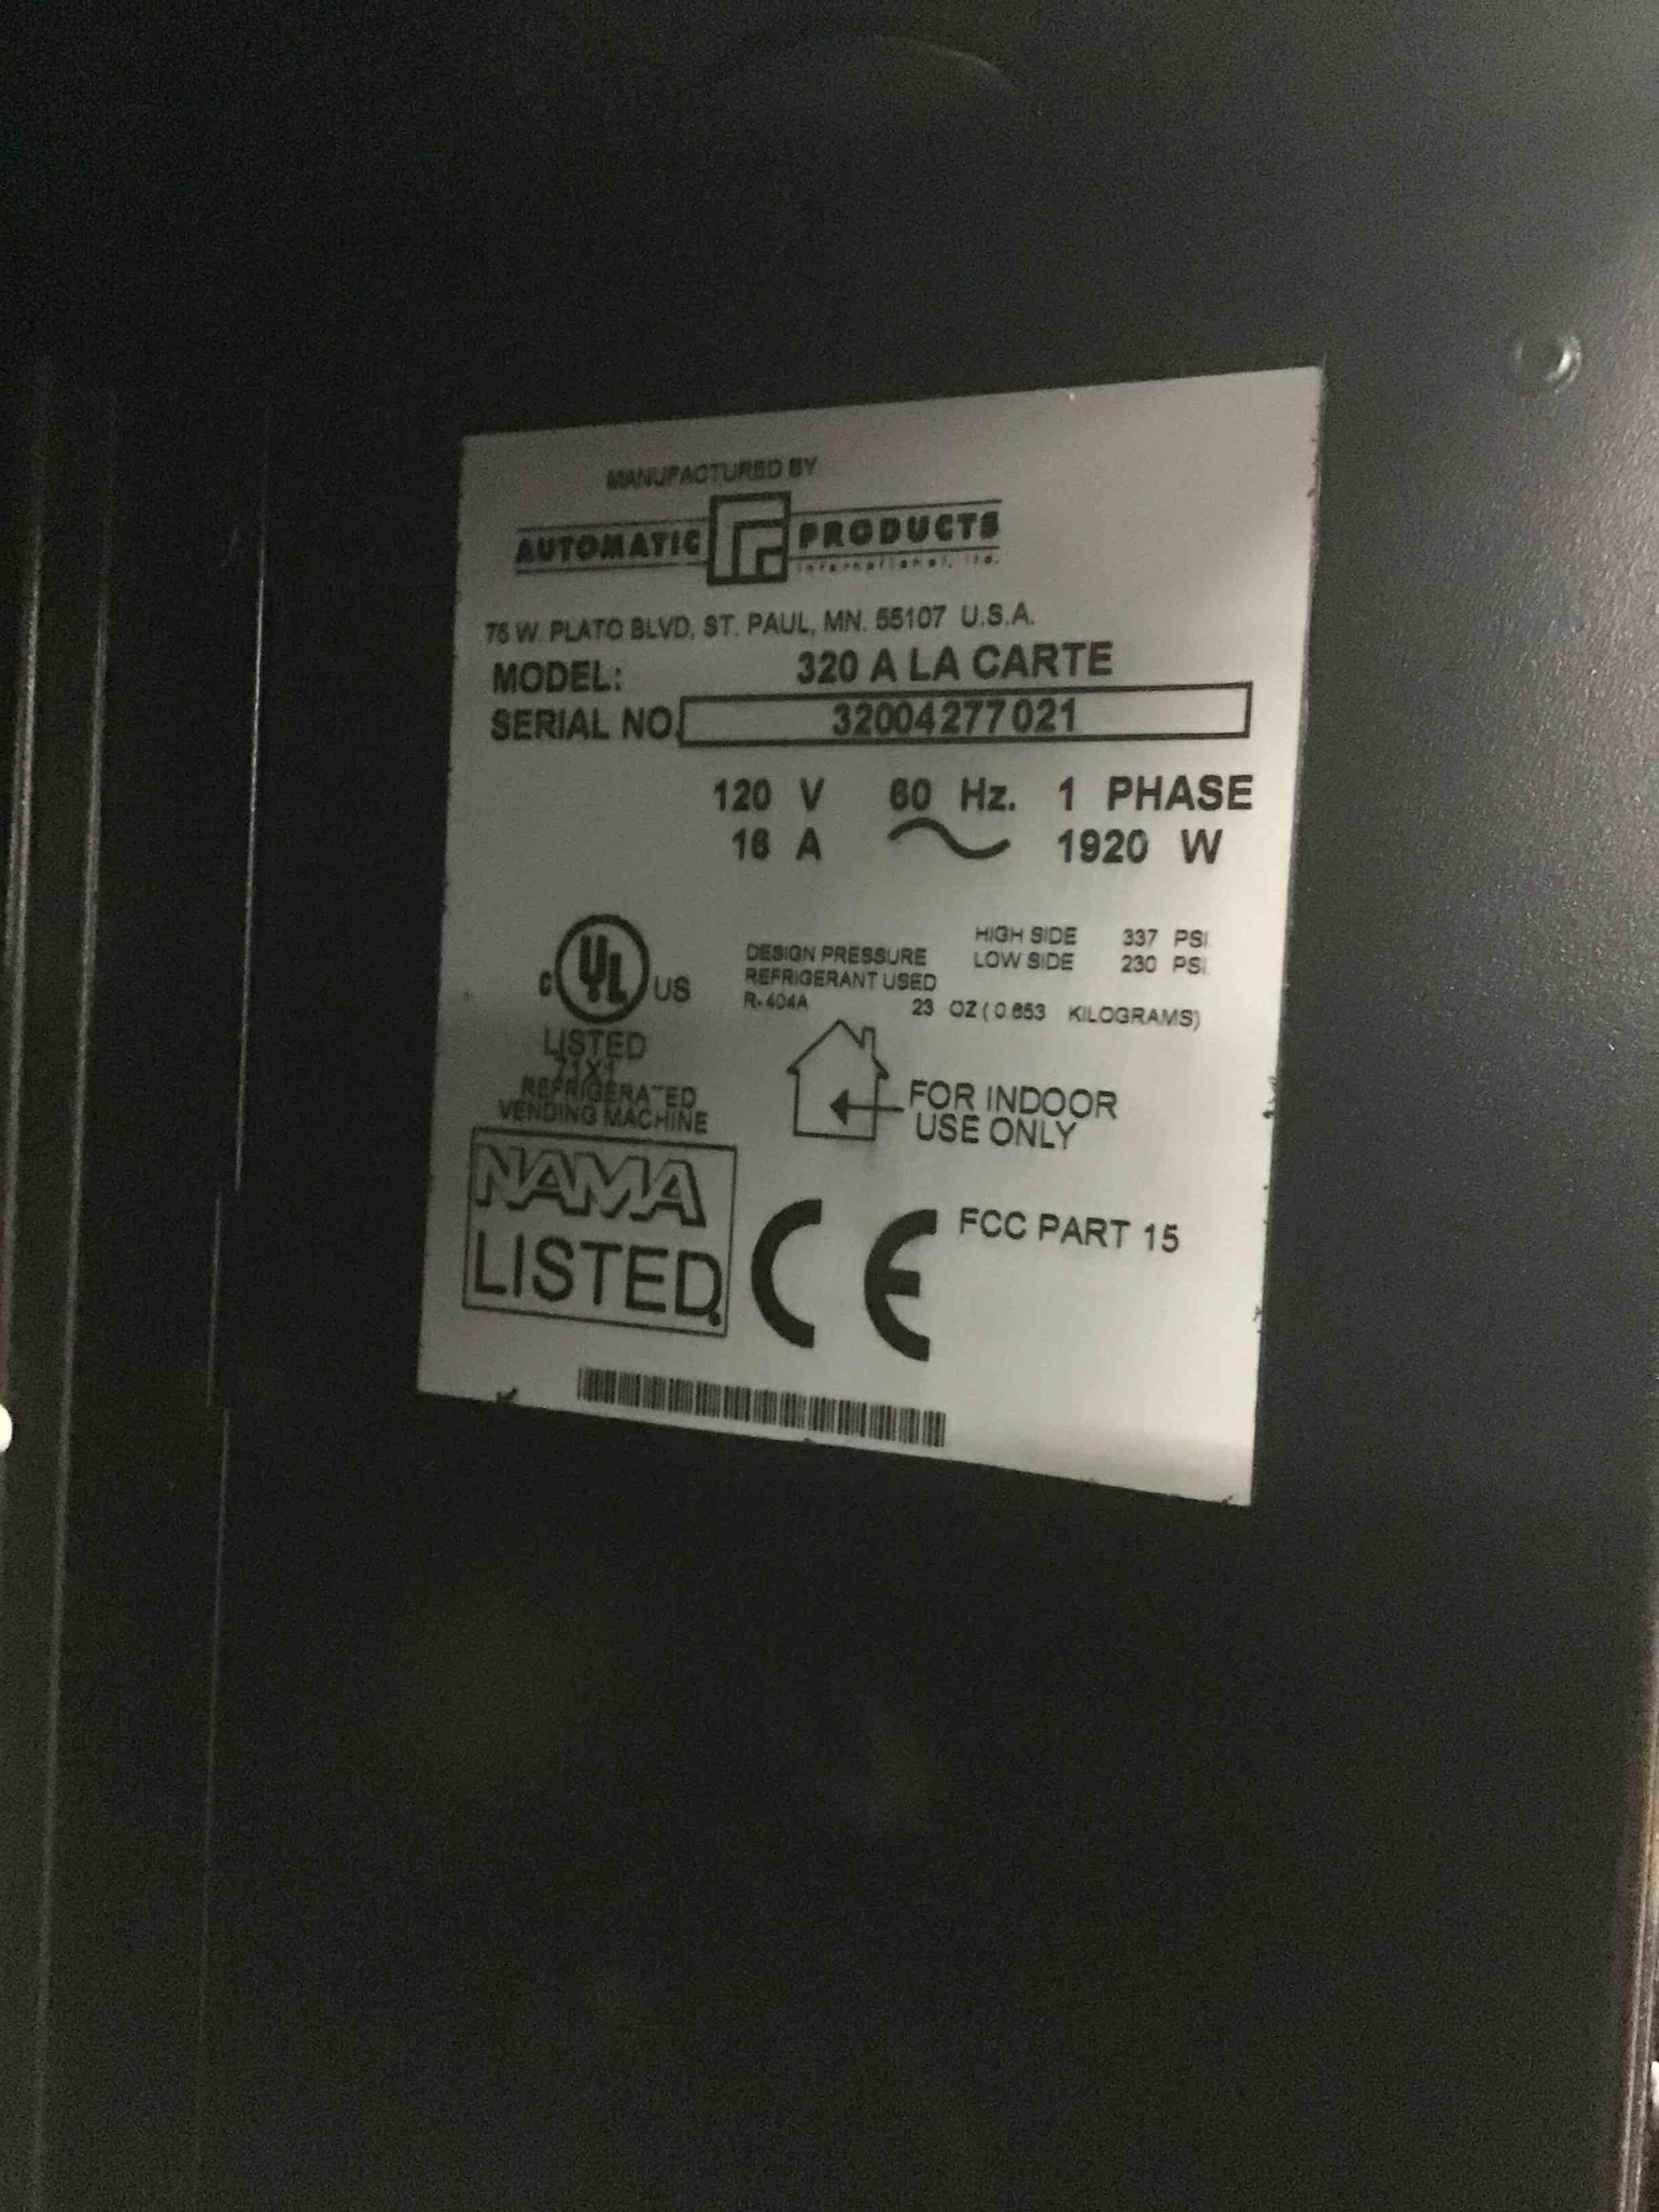 MANUFACTURED BY
AUTOMATIC PRODUCTS
international, ltd.
75 W. PLATO BLVD, ST. PAUL, MN. 55107 U.S.A.
MODEL: 320 A LA CARTE
SERIAL NO. 32004277021
120 V 60 Hz. 1 PHASE
16 A 1920 W
HIGH SIDE 337 PSI
DESIGN PRESSURE LOW SIDE 230 PSI
REFRIGERANT USED
R-404A 23 OZ ( 0.653 KILOGRAMS)
C UL US
LISTED
71X1
REFRIGERATED
VENDING MACHINE
FOR INDOOR
USE ONLY
NAMA
LISTED
CE
FCC PART 15